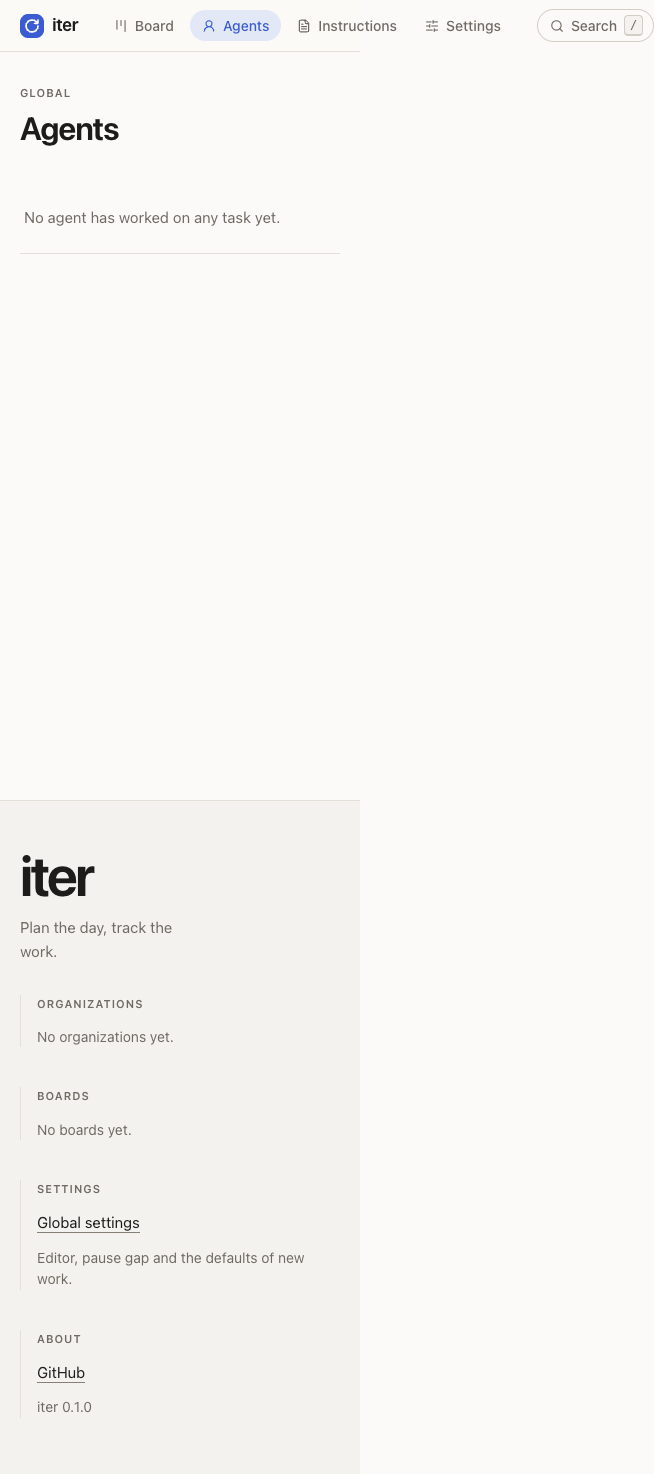 iter Board Agents Instructions Settings Search /
GLOBAL
Agents
No agent has worked on any task yet.
iter
Plan the day, track the
work.
ORGANIZATIONS
No organizations yet.
BOARDS
No boards yet.
SETTINGS
Global settings
Editor, pause gap and the defaults of new
work.
ABOUT
GitHub
iter 0.1.0